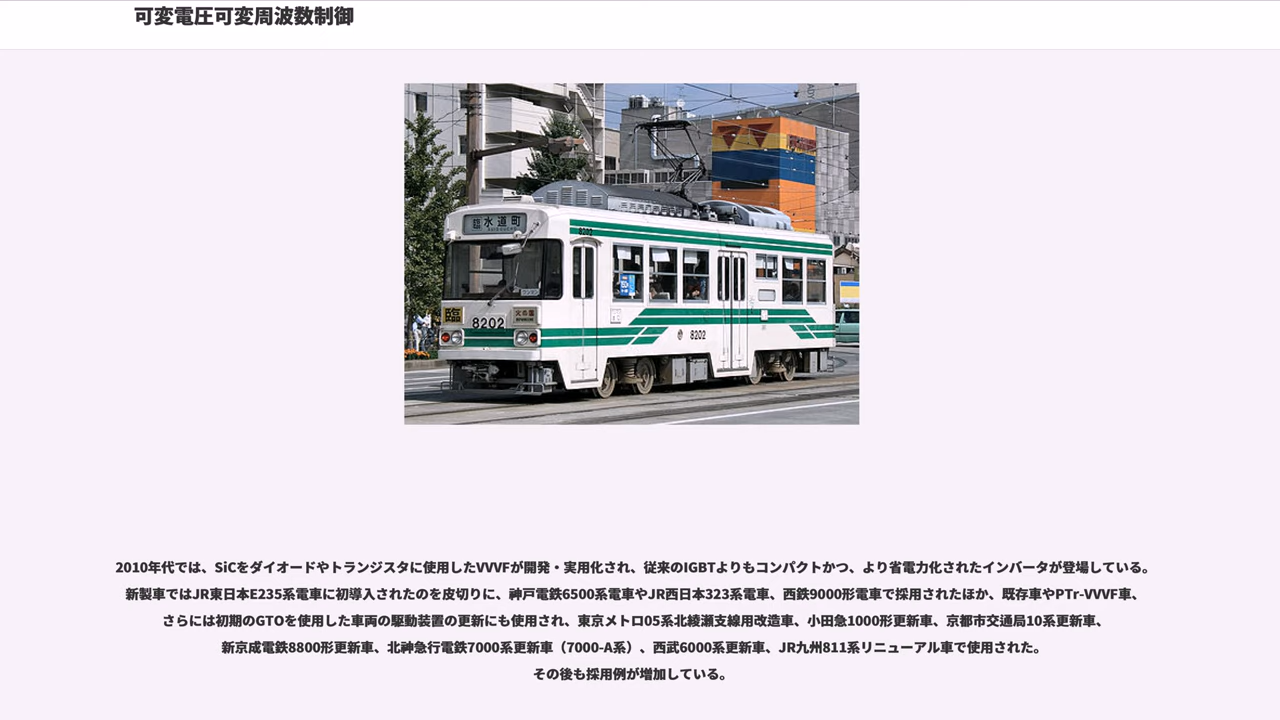 可変電圧可変周波数制御
臨 水道町
8202
臨
火の国
8202
8202
2010年代では、SiCをダイオードやトランジスタに使用したVVVFが開発・実用化され、従来のIGBTよりもコンパクトかつ、より省電力化されたインバータが登場している。
新製車ではJR東日本E235系電車に初導入されたのを皮切りに、神戸電鉄6500系電車やJR西日本323系電車、西鉄9000形電車で採用されたほか、既存車やPTr-VVVF車、
さらには初期のGTOを使用した車両の駆動装置の更新にも使用され、東京メトロ05系北綾瀬支線用改造車、小田急1000形更新車、京都市交通局10系更新車、
新京成電鉄8800形更新車、北神急行電鉄7000系更新車（7000-A系）、西武6000系更新車、JR九州811系リニューアル車で使用された。
その後も採用例が増加している。